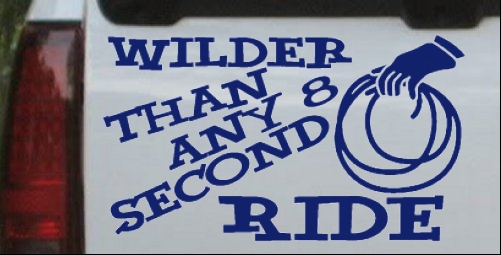 WILDER
THAN
ANY 8
SECOND
RIDE